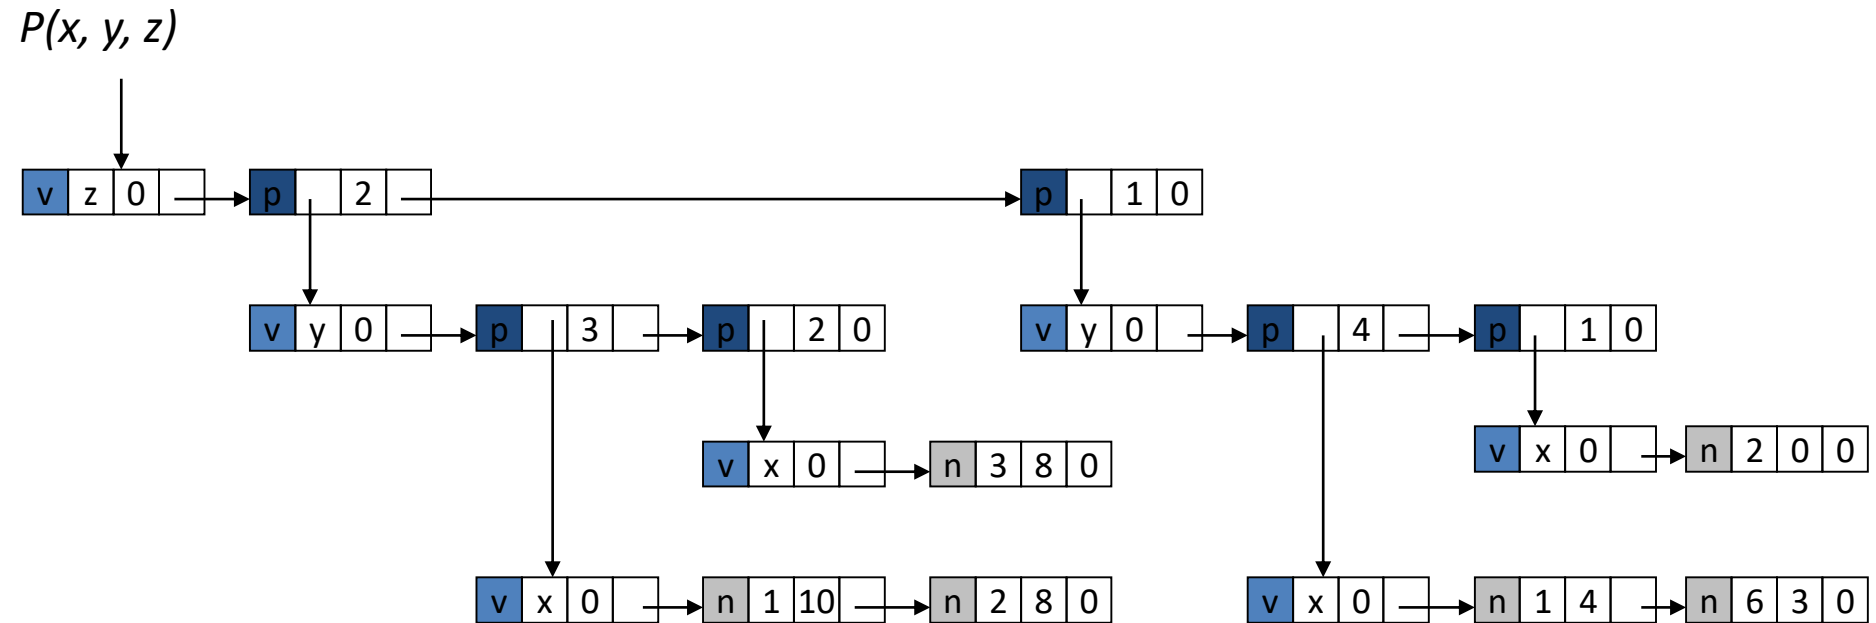 P(x, y, z)
v z 0 p 2 p 1 0
v y 0 p 3 p 2 0 v y 0 p 4 p 1 0
v x 0 n 3 8 0 v x 0 n 2 0 0
v x 0 n 1 10 n 2 8 0 v x 0 n 1 4 n 6 3 0